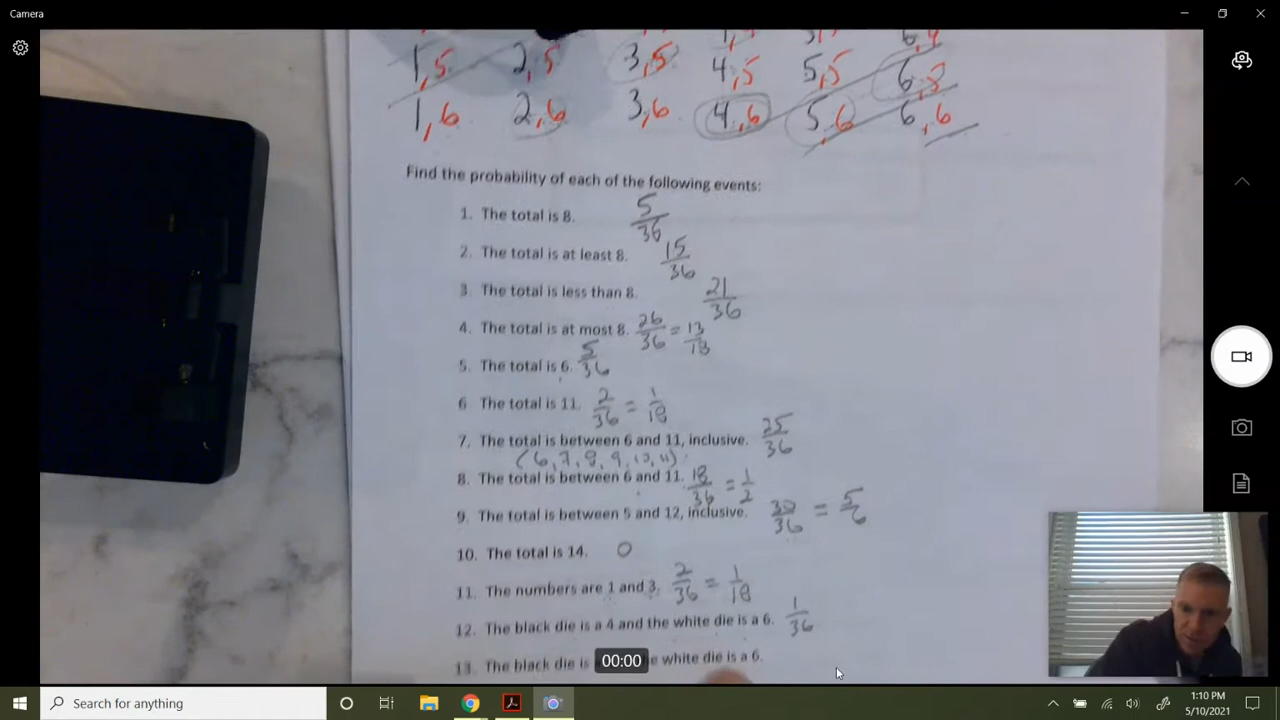 Camera
1,5 2,5 3,5 4,5 5,5 6,5
1,6 2,6 3,6 4,6 5,6 6,6
Find the probability of each of the following events:
1. The total is 8. 5/36
2. The total is at least 8. 15/36
3. The total is less than 8. 21/36
4. The total is at most 8. 26/36 = 13/18
5. The total is 6. 5/36
6 The total is 11. 2/36 = 1/18
7. The total is between 6 and 11, inclusive. 25/36
(6, 7, 8, 9, 10, 11)
8. The total is between 6 and 11. 18/36 = 1/2
9. The total is between 5 and 12, inclusive. 30/36 = 5/6
10. The total is 14. 0
11. The numbers are 1 and 3. 2/36 = 1/18
12. The black die is a 4 and the white die is a 6. 1/36
13. The black die is white die is a 6.
00:00
Search for anything
1:10 PM
5/10/2021